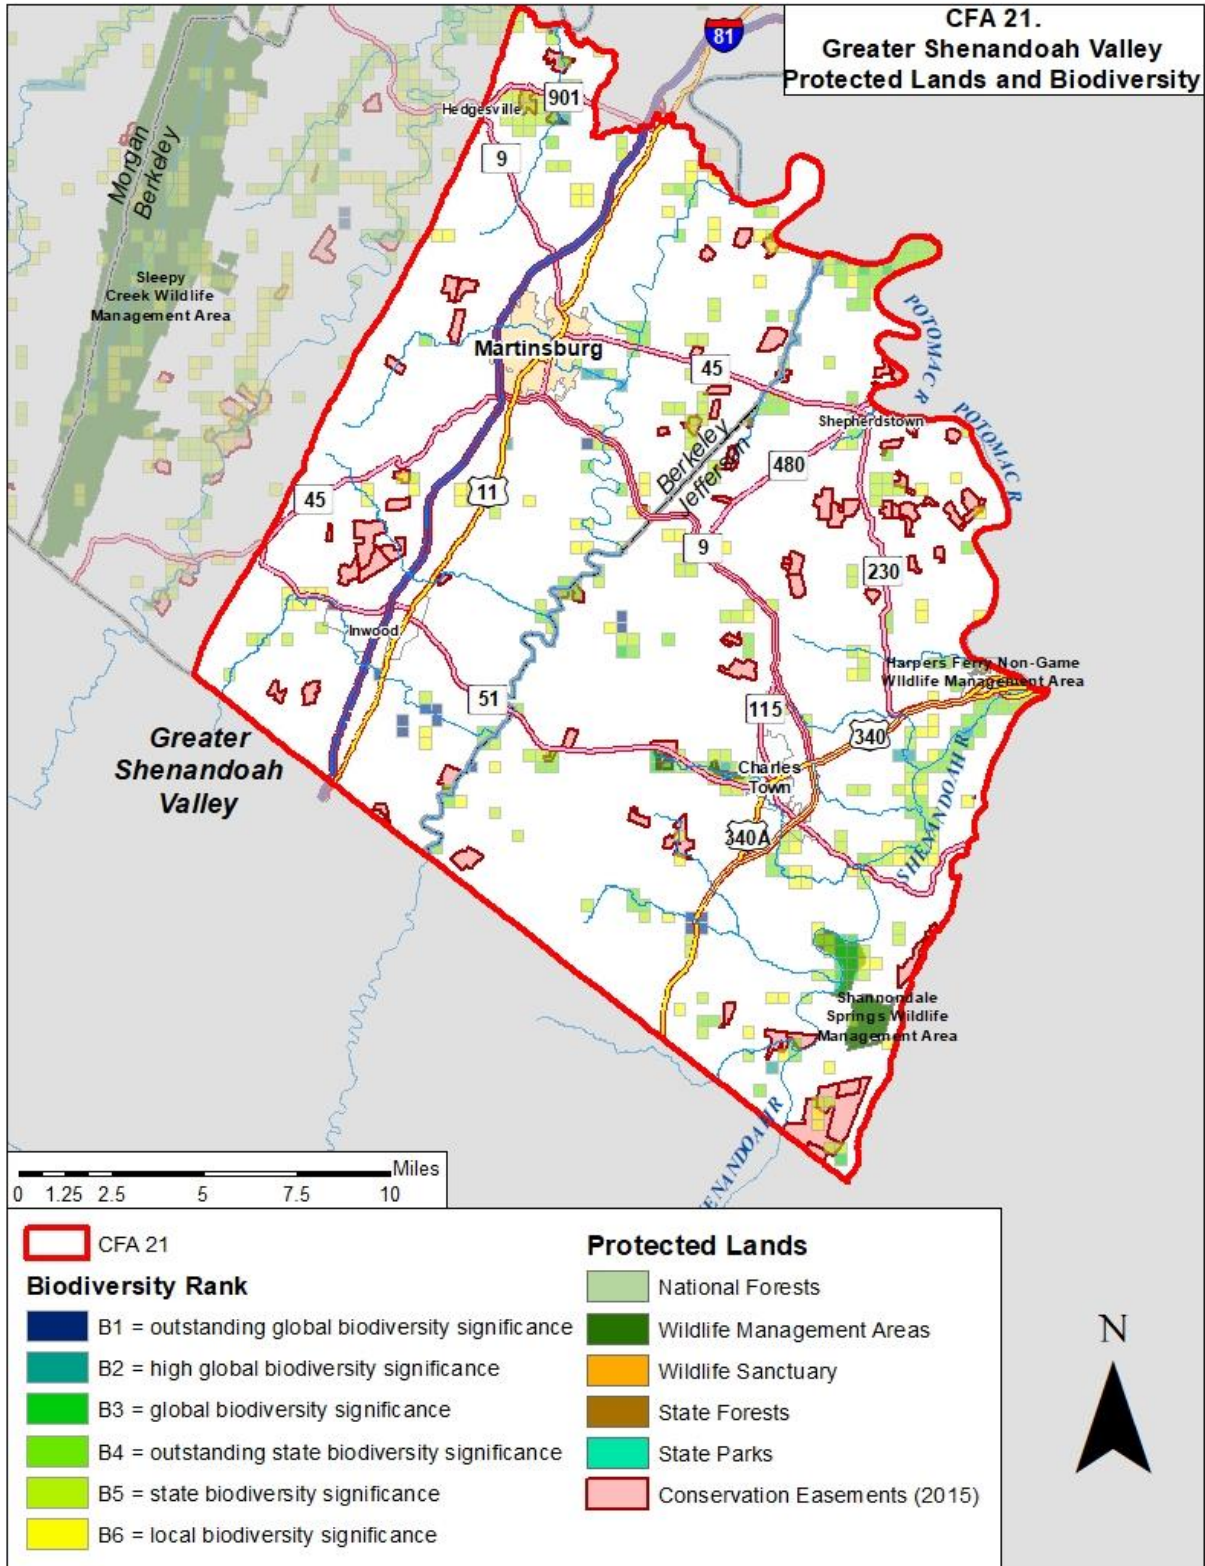 CFA 21.
Greater Shenandoah Valley
Protected Lands and Biodiversity
81
Hedgesville
901
9
Morgan
Berkeley
Sleepy
Creek Wildlife
Management Area
POTOMAC R
Martinsburg
45
Shepherdstown
POTOMAC R
Berkeley
Jefferson
480
45
11
9
230
Inwood
Harpers Ferry Non-Game
Wildlife Management Area
51
115
340
Greater
Shenandoah
Valley
Charles
Town
SHENANDOAH R
340A
Shannondale
Springs Wildlife
Management Area
ENANDOAH R
Miles
0 1.25 2.5 5 7.5 10
CFA 21
Biodiversity Rank
B1 = outstanding global biodiversity significance
B2 = high global biodiversity significance
B3 = global biodiversity significance
B4 = outstanding state biodiversity significance
B5 = state biodiversity significance
B6 = local biodiversity significance
Protected Lands
National Forests
Wildlife Management Areas
Wildlife Sanctuary
State Forests
State Parks
Conservation Easements (2015)
N